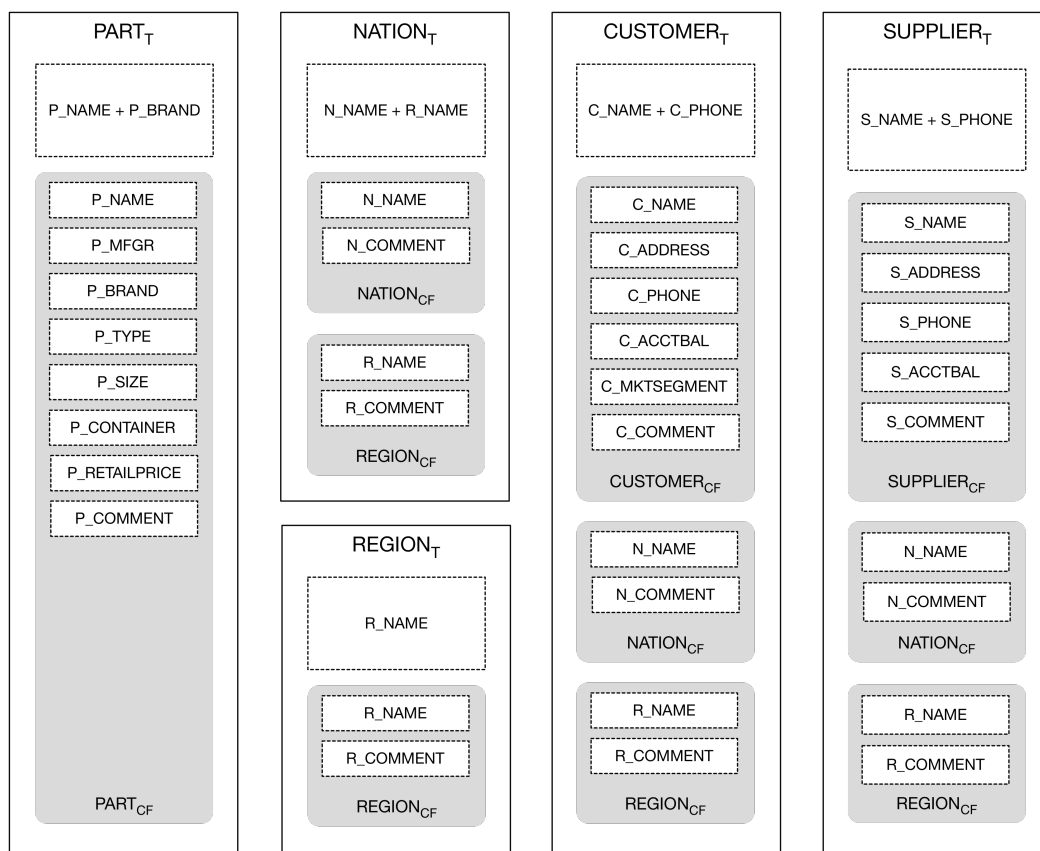 PART_T
P_NAME + P_BRAND
P_NAME
P_MFGR
P_BRAND
P_TYPE
P_SIZE
P_CONTAINER
P_RETAILPRICE
P_COMMENT
PART_CF
NATION_T
N_NAME + R_NAME
N_NAME
N_COMMENT
NATION_CF
R_NAME
R_COMMENT
REGION_CF
REGION_T
R_NAME
R_NAME
R_COMMENT
REGION_CF
CUSTOMER_T
C_NAME + C_PHONE
C_NAME
C_ADDRESS
C_PHONE
C_ACCTBAL
C_MKTSEGMENT
C_COMMENT
CUSTOMER_CF
N_NAME
N_COMMENT
NATION_CF
R_NAME
R_COMMENT
REGION_CF
SUPPLIER_T
S_NAME + S_PHONE
S_NAME
S_ADDRESS
S_PHONE
S_ACCTBAL
S_COMMENT
SUPPLIER_CF
N_NAME
N_COMMENT
NATION_CF
R_NAME
R_COMMENT
REGION_CF